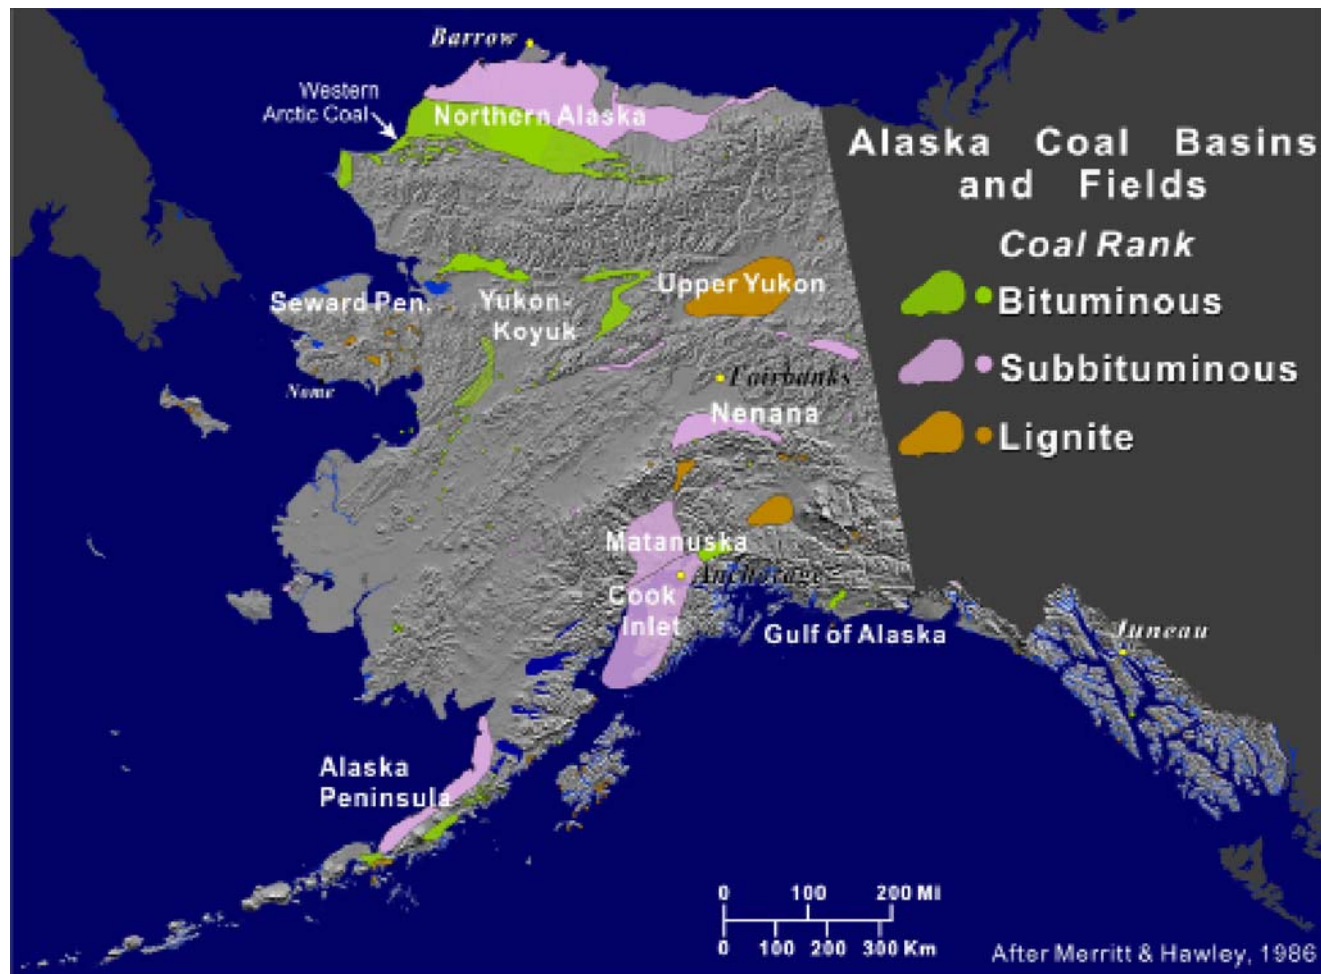 Barrow
Western
Arctic Coal
Northern Alaska
Alaska Coal Basins
and Fields
Coal Rank
Bituminous
Subbituminous
Lignite
Seward Pen.
Yukon-
Koyuk
Upper Yukon
Nome
Fairbanks
Nenana
Matanuska
Anchorage
Cook
Inlet
Gulf of Alaska
Juneau
Alaska
Peninsula
0 100 200 MI
0 100 200 300 Km
After Merritt & Hawley, 1986